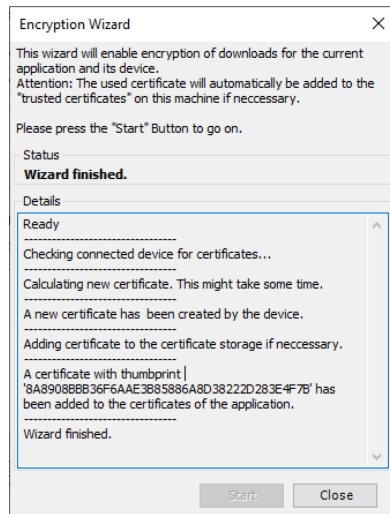 Encryption Wizard
This wizard will enable encryption of downloads for the current
application and its device.
Attention: The used certificate will automatically be added to the
"trusted certificates" on this machine if neccessary.
Please press the "Start" Button to go on.
Status
Wizard finished.
Details
Ready
--------------------------------
Checking connected device for certificates...
--------------------------------
Calculating new certificate. This might take some time.
--------------------------------
A new certificate has  been created by the device.
--------------------------------
Adding certificate to the certificate storage if neccessary.
--------------------------------
A certificate with thumbprint
'8A8908BBB36F6AAE3B85886A8D38222D283E4F7B' has
been added to the certificates of the application.
--------------------------------
Wizard finished.
Start
Close